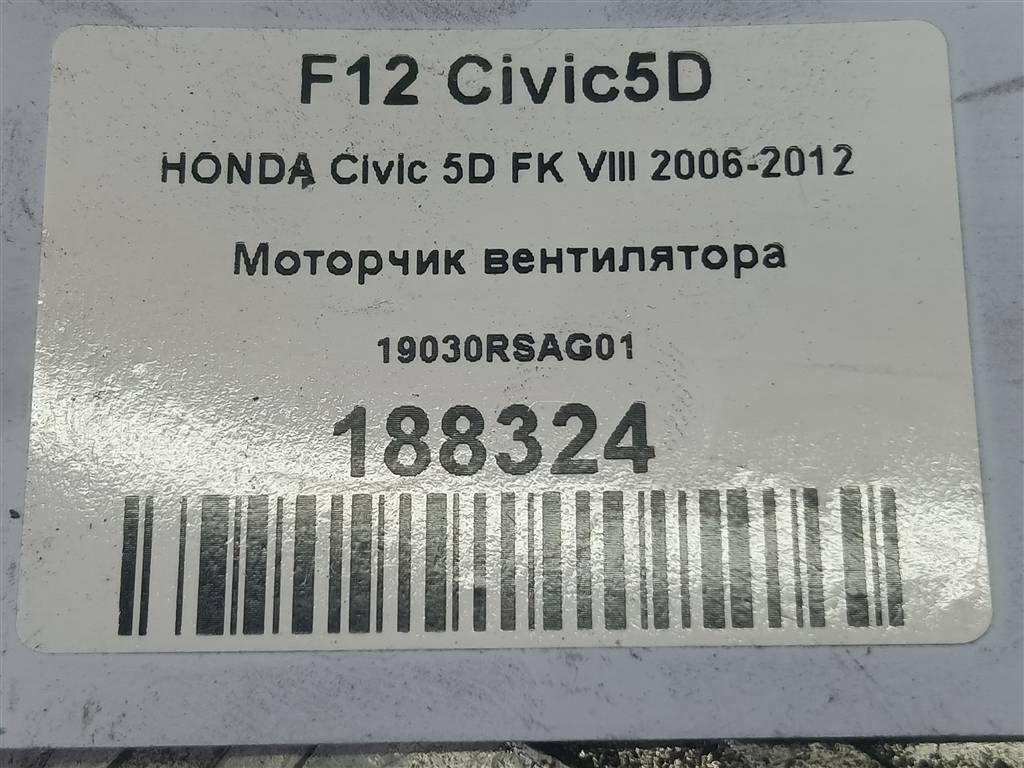 F12 Civic5D
HONDA Civic 5D FK VIII 2006-2012
Моторчик вентилятора
19030RSAG01
188324